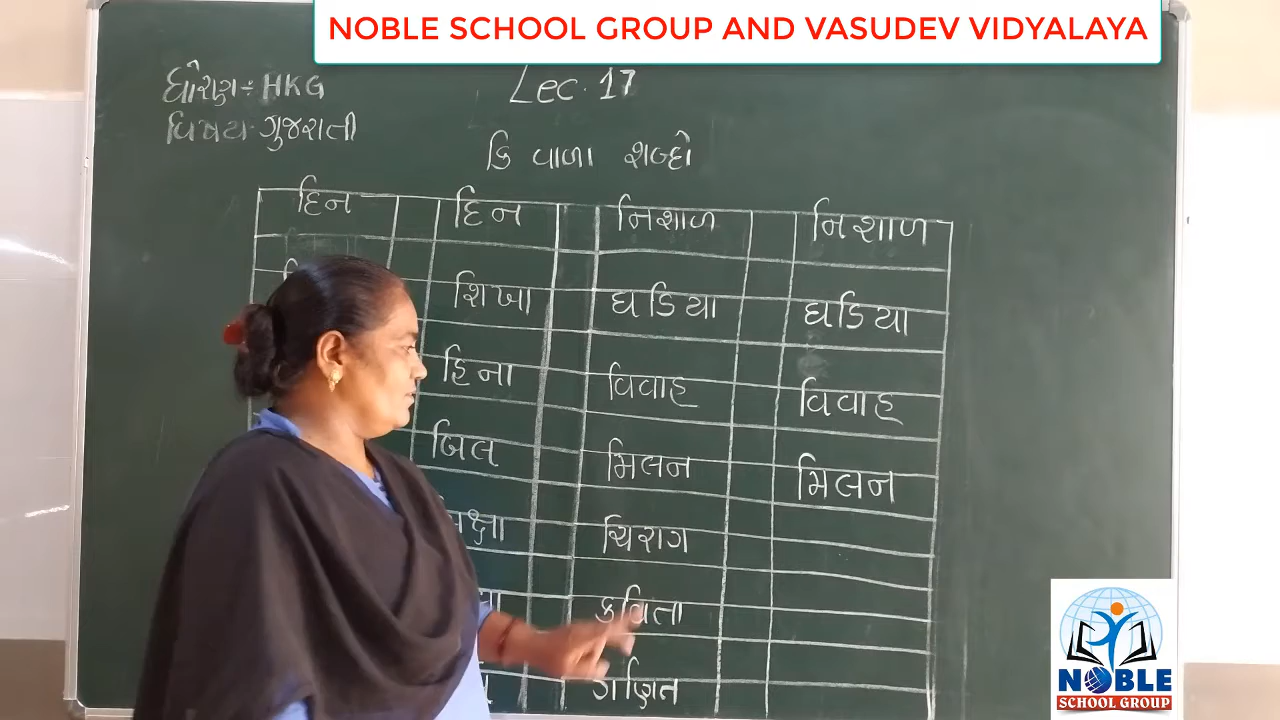 NOBLE SCHOOL GROUP AND VASUDEV VIDYALAYA
ધોરણ÷ HKG
Lec. 17
વિષય- ગુજરાતી
કિ વાળા શબ્દો
દિન દિન નિશાળ નિશાળ
શિખા ઘડિયા ઘડિયા
હિના વિવાહ વિવાહ
બિલ મિલન મિલન
ચિરાગ
કવિતા
ગણિત
NOBLE
SCHOOL GROUP